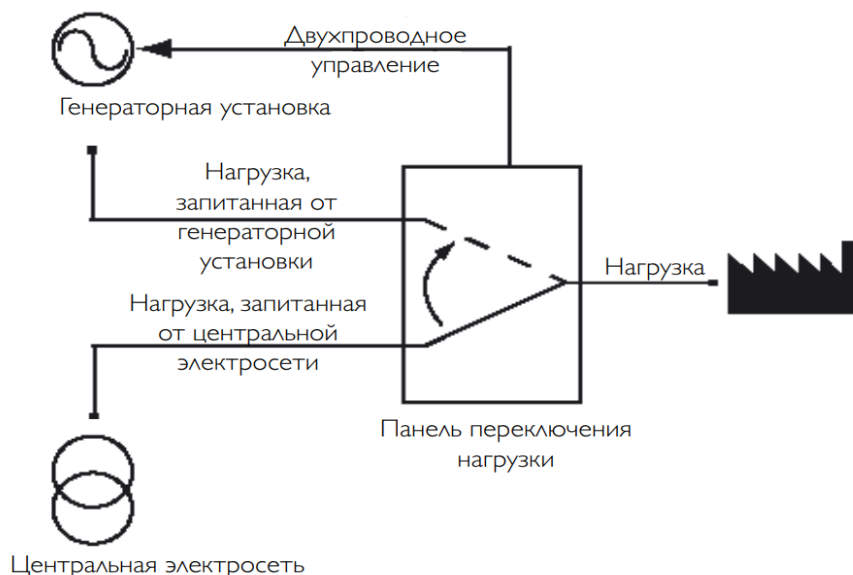 Двухпроводное
управление
Генераторная установка
Нагрузка,
запитанная от
генераторной
установки
Нагрузка
Нагрузка, запитанная
от центральной
электросети
Панель переключения
нагрузки
Центральная электросеть